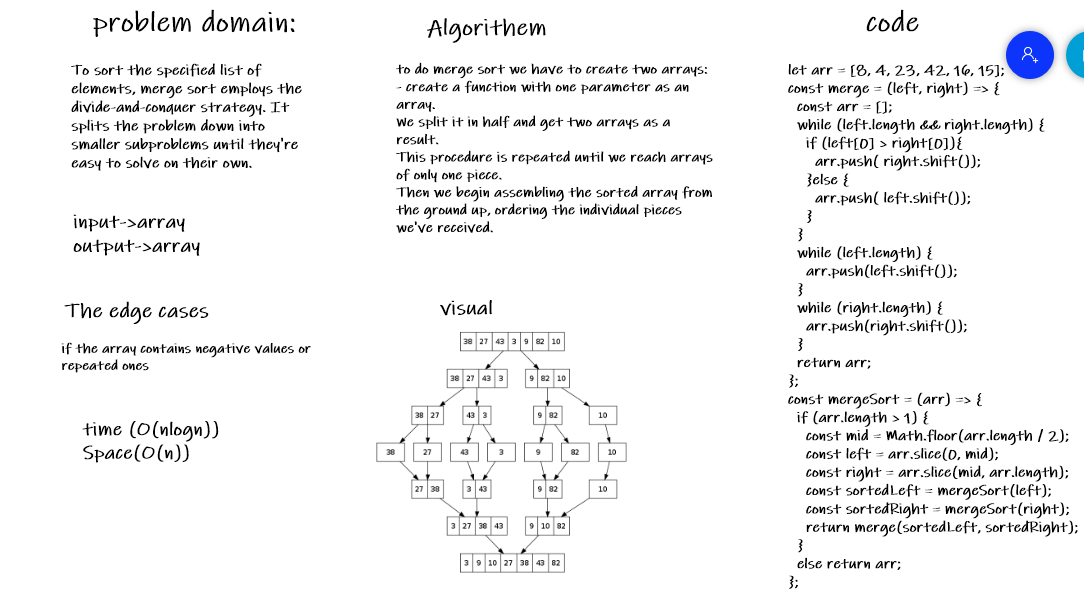 problem domain:
To sort the specified list of
elements, merge sort employs the
divide-and-conquer strategy. It
splits the problem down into
smaller subproblems until they're
easy to solve on their own.
input->array
output->array
The edge cases
if the array contains negative values or
repeated ones
time (O(nlogn))
Space(O(n))
Algorithem
to do merge sort we have to create two arrays:
- create a function with one parameter as an
array.
We split it in half and get two arrays as a
result.
This procedure is repeated until we reach arrays
of only one piece.
Then we begin assembling the sorted array from
the ground up, ordering the individual pieces
we've received.
visual
38 27 43 3 9 82 10
38 27 43 3 9 82 10
38 27 43 3 9 82 10
38 27 43 3 9 82 10
27 38 3 43 9 82 10
3 27 38 43 9 10 82
3 9 10 27 38 43 82
code
let arr = [8, 4, 23, 42, 16, 15];
const merge = (left, right) => {
const arr = [];
while (left.length && right.length) {
if (left[0] > right[0]){
arr.push( right.shift());
}else {
arr.push( left.shift());
}
}
while (left.length) {
arr.push(left.shift());
}
while (right.length) {
arr.push(right.shift());
}
return arr;
};
const mergeSort = (arr) => {
if (arr.length > 1) {
const mid = Math.floor(arr.length / 2);
const left = arr.slice(0, mid);
const right = arr.slice(mid, arr.length);
const sortedLeft = mergeSort(left);
const sortedRight = mergeSort(right);
return merge(sortedLeft, sortedRight);
}
else return arr;
};